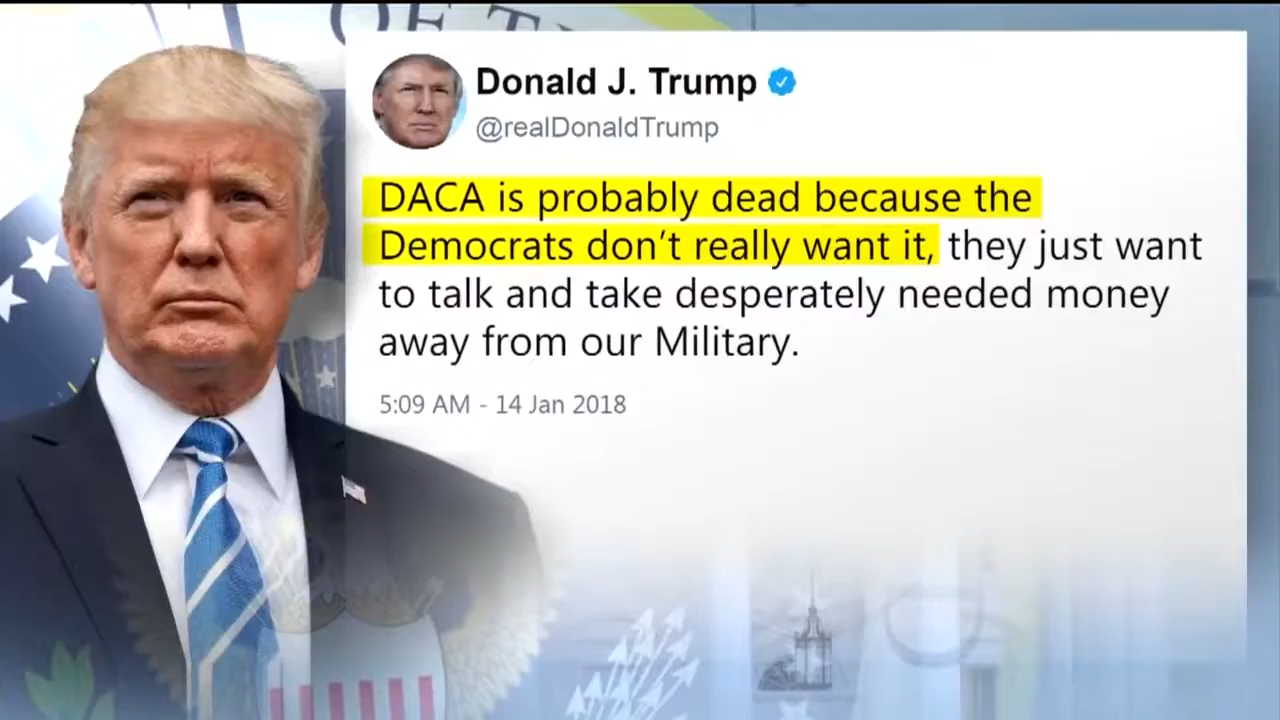 OF T
Donald J. Trump
@realDonaldTrump
DACA is probably dead because the
Democrats don’t really want it, they just want
to talk and take desperately needed money
away from our Military.
5:09 AM - 14 Jan 2018